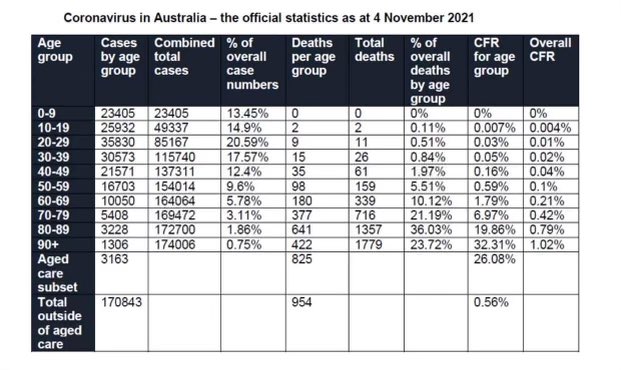 Coronavirus in Australia – the official statistics as at 4 November 2021
Age group Cases by age group Combined total cases % of overall case numbers Deaths per age group Total deaths % of overall deaths by age group CFR for age group Overall CFR
0-9 23405 23405 13.45% 0 0 0% 0% 0%
10-19 25932 49337 14.9% 2 2 0.11% 0.007% 0.004%
20-29 35830 85167 20.59% 9 11 0.51% 0.03% 0.01%
30-39 30573 115740 17.57% 15 26 0.84% 0.05% 0.02%
40-49 21571 137311 12.4% 35 61 1.97% 0.16% 0.04%
50-59 16703 154014 9.6% 98 159 5.51% 0.59% 0.1%
60-69 10050 164064 5.78% 180 339 10.12% 1.79% 0.21%
70-79 5408 169472 3.11% 377 716 21.19% 6.97% 0.42%
80-89 3228 172700 1.86% 641 1357 36.03% 19.86% 0.79%
90+ 1306 174006 0.75% 422 1779 23.72% 32.31% 1.02%
Aged care subset 3163 825 26.08%
Total outside of aged care 170843 954 0.56%